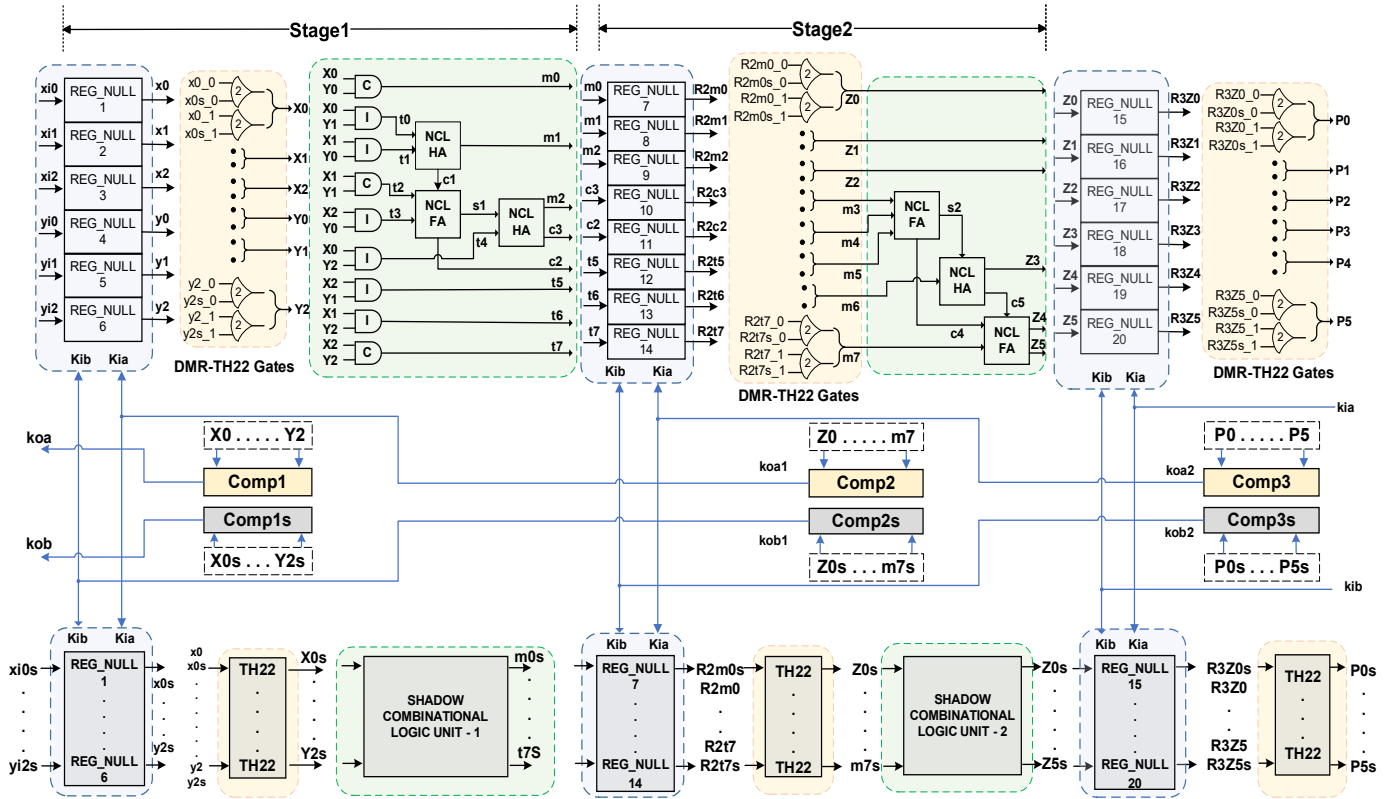 Stage1
Stage2
xi0
xi1
xi2
yi0
yi1
yi2
REG_NULL
1
REG_NULL
2
REG_NULL
3
REG_NULL
4
REG_NULL
5
REG_NULL
6
Kib Kia
x0
x1
x2
y0
y1
y2
x0_0
x0s_0
x0_1
x0s_1
2
2
y2_0
y2s_0
y2_1
y2s_1
2
2
DMR-TH22 Gates
X0
X1
X2
Y0
Y1
Y2
X0
Y0
C
m0
X0
Y1
I
t0
X1
Y0
I
t1
NCL
HA
m1
c1
X1
Y1
C
t2
X2
Y0
I
t3
NCL
FA
s1
t4
NCL
HA
m2
c3
X0
Y2
I
c2
X2
Y1
I
t5
X1
Y2
I
t6
X2
Y2
C
t7
m0
m1
m2
c3
c2
t5
t6
t7
REG_NULL
7
REG_NULL
8
REG_NULL
9
REG_NULL
10
REG_NULL
11
REG_NULL
12
REG_NULL
13
REG_NULL
14
Kib Kia
R2m0
R2m1
R2m2
R2c3
R2c2
R2t5
R2t6
R2t7
R2m0_0
R2m0s_0
R2m0_1
R2m0s_1
2
2
R2t7_0
R2t7s_0
R2t7_1
R2t7s_1
2
2
DMR-TH22 Gates
Z0
Z1
Z2
m3
m4
m5
m6
m7
NCL
FA
s2
NCL
HA
Z3
c5
c4
NCL
FA
Z4
Z5
Z0
Z1
Z2
Z3
Z4
Z5
REG_NULL
15
REG_NULL
16
REG_NULL
17
REG_NULL
18
REG_NULL
19
REG_NULL
20
Kib Kia
R3Z0
R3Z1
R3Z2
R3Z3
R3Z4
R3Z5
R3Z0_0
R3Z0s_0
R3Z0_1
R3Z0s_1
2
2
R3Z5_0
R3Z5s_0
R3Z5_1
R3Z5s_1
2
2
DMR-TH22 Gates
P0
P1
P2
P3
P4
P5
kia
koa
X0 . . . . . Y2
Comp1
Comp1s
X0s . . . Y2s
kob
koa1
Z0 . . . . . m7
Comp2
Comp2s
Z0s . . . m7s
kob1
koa2
P0 . . . . . P5
Comp3
Comp3s
P0s . . . P5s
kob2
kib
Kib Kia
xi0s
yi2s
REG_NULL
1
REG_NULL
6
x0s
y2s
x0
x0s
y2
y2s
TH22
TH22
X0s
Y2s
SHADOW
COMBINATIONAL
LOGIC UNIT - 1
m0s
t7S
Kib Kia
REG_NULL
7
REG_NULL
14
R2m0s
R2m0
R2t7
R2t7s
TH22
TH22
Z0s
m7s
SHADOW
COMBINATIONAL
LOGIC UNIT - 2
Z0s
Z5s
Kib Kia
REG_NULL
15
REG_NULL
20
R3Z0s
R3Z0
R3Z5
R3Z5s
TH22
TH22
P0s
P5s